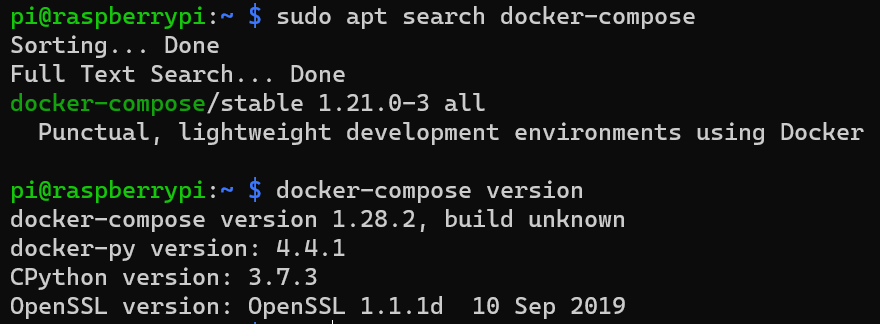 pi@raspberrypi:~ $ sudo apt search docker-compose
Sorting... Done
Full Text Search... Done
docker-compose/stable 1.21.0-3 all
  Punctual, lightweight development environments using Docker

pi@raspberrypi:~ $ docker-compose version
docker-compose version 1.28.2, build unknown
docker-py version: 4.4.1
CPython version: 3.7.3
OpenSSL version: OpenSSL 1.1.1d  10 Sep 2019